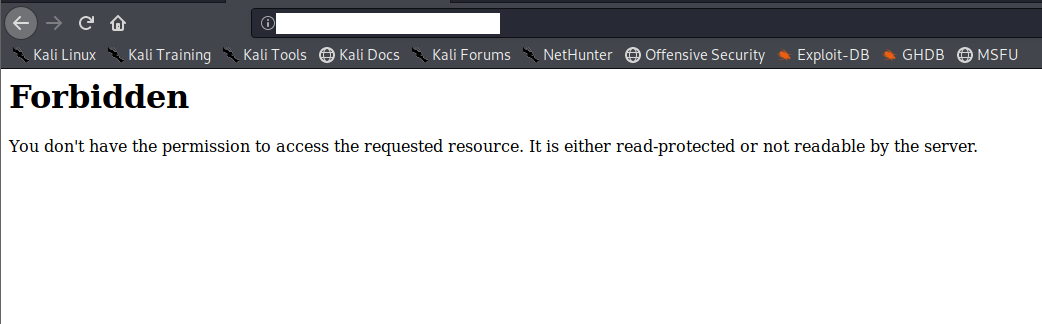 Kali Linux Kali Training Kali Tools Kali Docs Kali Forums NetHunter Offensive Security Exploit-DB GHDB MSFU
Forbidden
You don't have the permission to access the requested resource. It is either read-protected or not readable by the server.